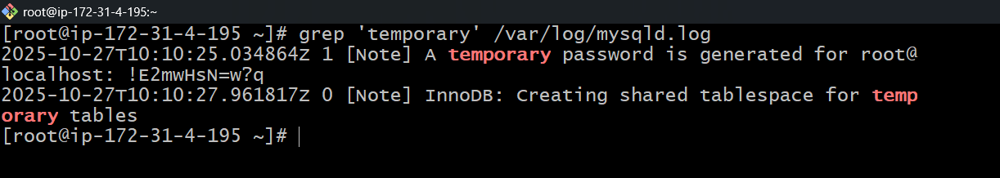 root@ip-172-31-4-195:~
[root@ip-172-31-4-195 ~]# grep 'temporary' /var/log/mysqld.log
2025-10-27T10:10:25.034864Z 1 [Note] A temporary password is generated for root@
localhost: !E2mwHsN=w?q
2025-10-27T10:10:27.961817Z 0 [Note] InnoDB: Creating shared tablespace for temp
orary tables
[root@ip-172-31-4-195 ~]#